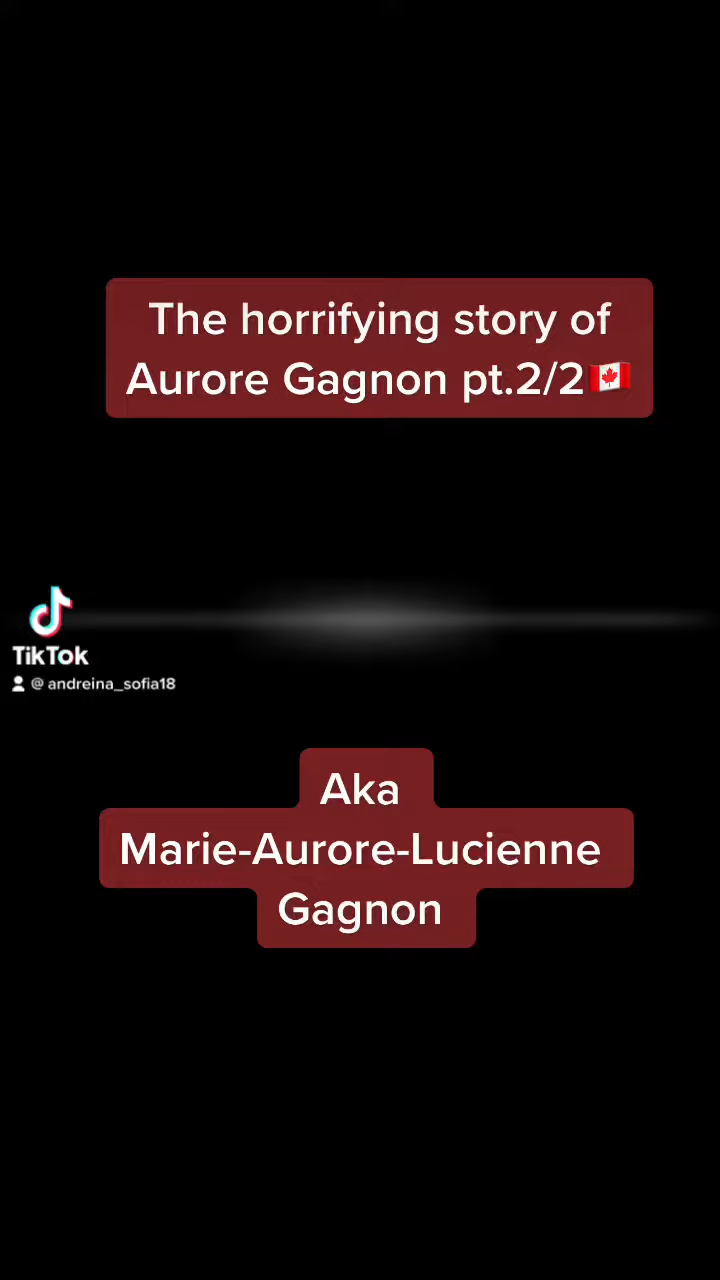 The horrifying story of
Aurore Gagnon pt.2/2🇨🇦
TikTok
@ andreina_sofia18
Aka
Marie-Aurore-Lucienne
Gagnon